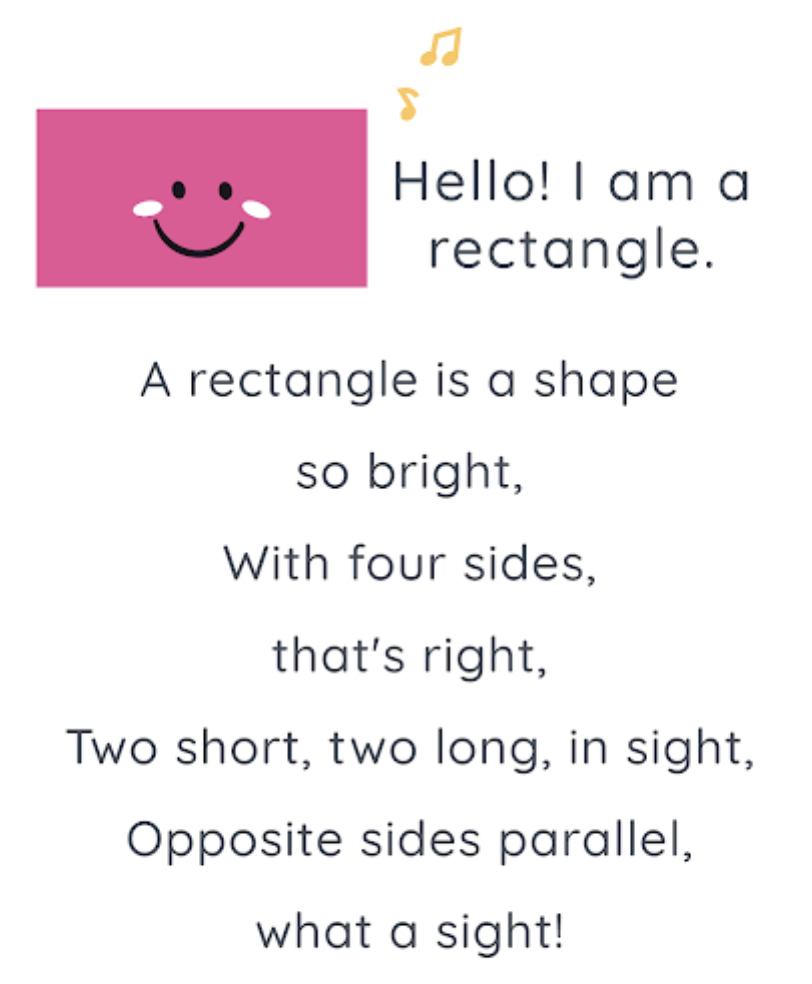 Hello! I am a
rectangle.
A rectangle is a shape
so bright,
With four sides,
that's right,
Two short, two long, in sight,
Opposite sides parallel,
what a sight!